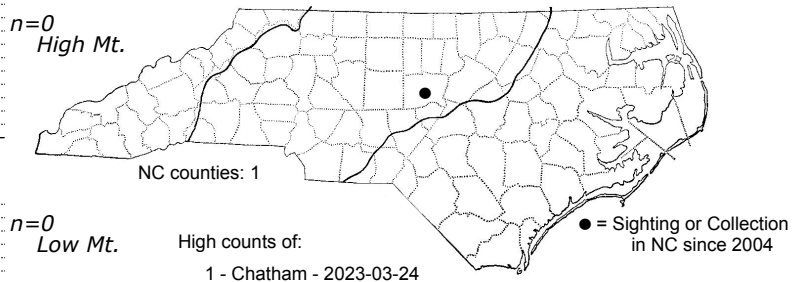 n=0
High Mt.
NC counties: 1
n=0
Low Mt.
High counts of:
1 - Chatham - 2023-03-24
● = Sighting or Collection
in NC since 2004